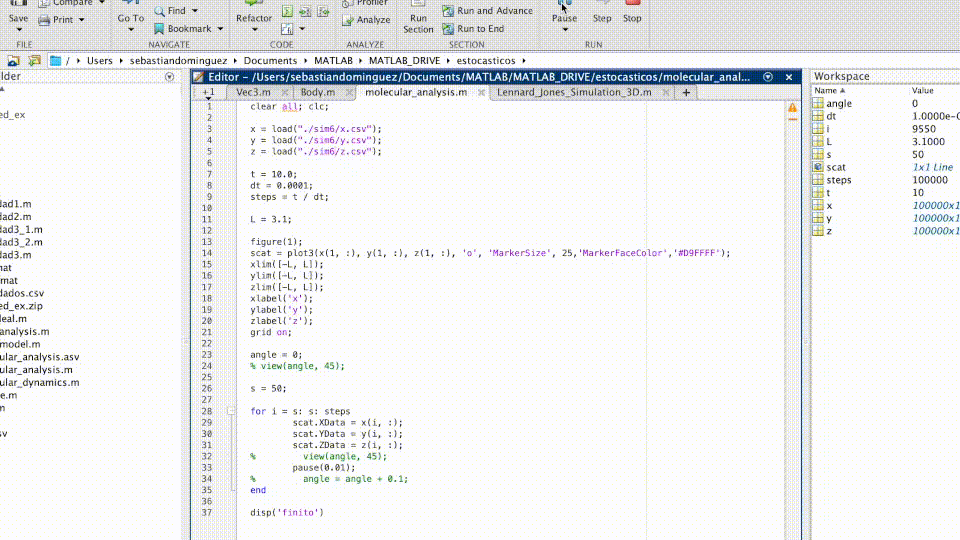 Save
Compare
Print
FILE
Go To
Find
Bookmark
NAVIGATE
Refactor
CODE
Profiler
Analyze
ANALYZE
Run
Section
Run and Advance
Run to End
SECTION
Pause
Step
Stop
RUN
/ › Users › sebastiandominguez › Documents › MATLAB › MATLAB_DRIVE › estocasticos ›
lder
ed_ex
dad1.m
dad2.m
dad3_1.m
dad3_2.m
dad3.m
nat
mat
dados.csv
ed_ex.zip
deal.m
analysis.m
model.m
ular_analysis.asv
ular_analysis.m
ular_dynamics.m
e.m
m
sv
Editor - /Users/sebastiandominguez/Documents/MATLAB/MATLAB_DRIVE/estocasticos/molecular_anal...
+1 Vec3.m Body.m molecular_analysis.m Lennard_Jones_Simulation_3D.m +
1 clear all; clc;
2
3 x = load("./sim6/x.csv");
4 y = load("./sim6/y.csv");
5 z = load("./sim6/z.csv");
6
7 t = 10.0;
8 dt = 0.0001;
9 steps = t / dt;
10
11 L = 3.1;
12
13 figure(1);
14 scat = plot3(x(1, :), y(1, :), z(1, :), 'o', 'MarkerSize', 25,'MarkerFaceColor','#D9FFFF');
15 xlim([-L, L]);
16 ylim([-L, L]);
17 zlim([-L, L]);
18 xlabel('x');
19 ylabel('y');
20 zlabel('z');
21 grid on;
22
23 angle = 0;
24 % view(angle, 45);
25
26 s = 50;
27
28 for i = s: s: steps
29 scat.XData = x(i, :);
30 scat.YData = y(i, :);
31 scat.ZData = z(i, :);
32 % view(angle, 45);
33 pause(0.01);
34 % angle = angle + 0.1;
35 end
36
37 disp('finito')
Workspace
Name Value
angle 0
dt 1.0000e-0
i 9550
L 3.1000
s 50
scat 1x1 Line
steps 100000
t 10
x 100000x1
y 100000x1
z 100000x1